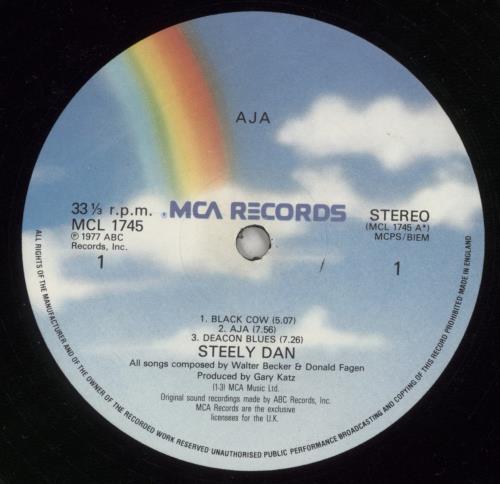 AJA
33⅓ r.p.m.
MCL 1745
℗ 1977 ABC
Records, Inc.
1
MCA RECORDS
STEREO
(MCL 1745 A*)
MCPS/BIEM
1
1. BLACK COW (5.07)
2. AJA (7.56)
3. DEACON BLUES (7.26)
STEELY DAN
All songs composed by Walter Becker & Donald Fagen
Produced by Gary Katz
(1-3) MCA Music Ltd.
Original sound recordings made by ABC Records, Inc.
MCA Records are the exclusive
licensees for the U.K.
ALL RIGHTS OF THE MANUFACTURER AND OF THE OWNER OF THE RECORDED WORK RESERVED UNAUTHORISED PUBLIC PERFORMANCE BROADCASTING AND COPYING OF THIS RECORD PROHIBITED MADE IN ENGLAND